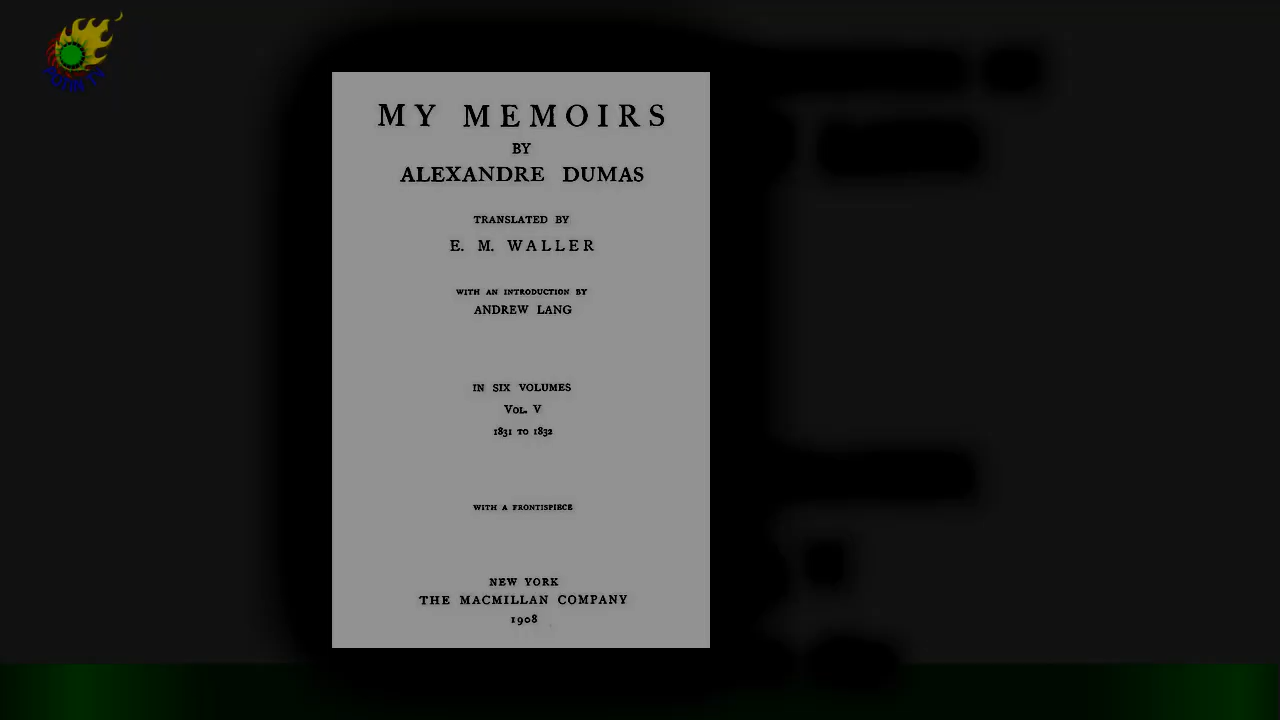 MY MEMOIRS
BY
ALEXANDRE DUMAS
TRANSLATED BY
E. M. WALLER
WITH AN INTRODUCTION BY
ANDREW LANG
IN SIX VOLUMES
VOL. V
1831 TO 1832
WITH A FRONTISPIECE
NEW YORK
THE MACMILLAN COMPANY
1908